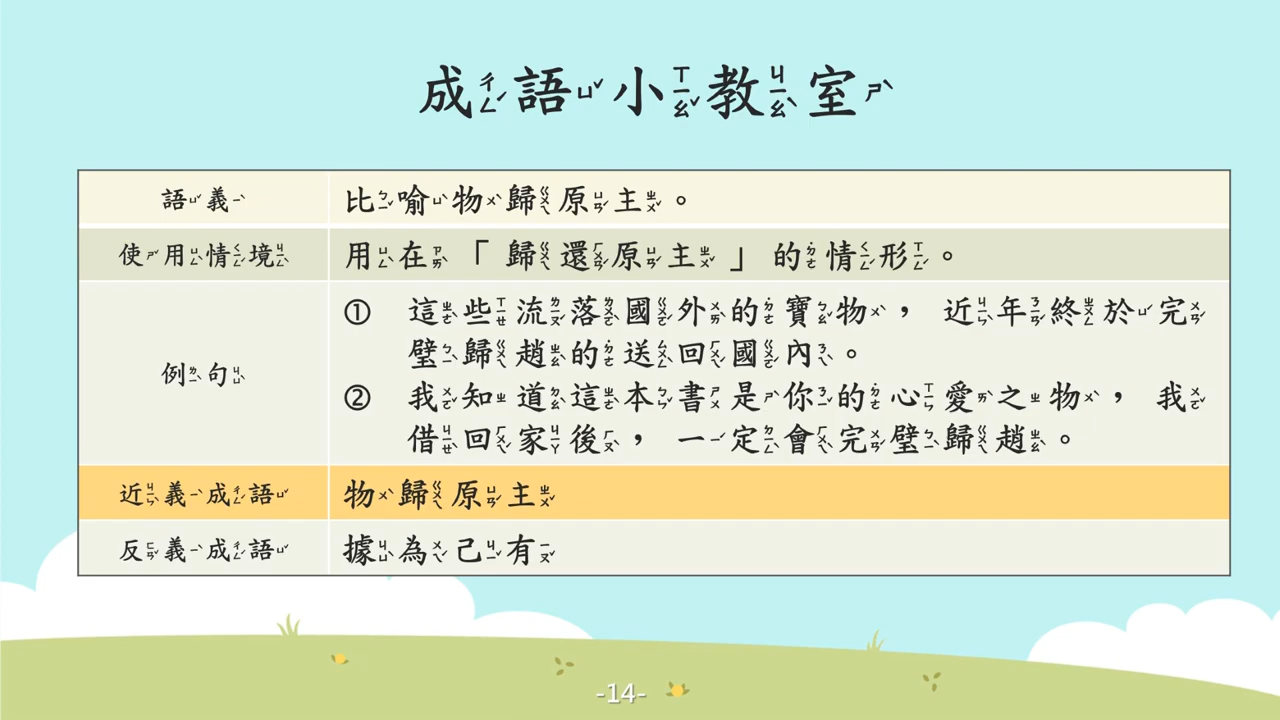 成語小教室
語義
比喻物歸原主。
使用情境
用在「歸還原主」的情形。
例句
① 這些流落國外的寶物，近年終於完
璧歸趙的送回國內。
② 我知道這本書是你的心愛之物，我
借回家後，一定會完璧歸趙。
近義成語
物歸原主
反義成語
據為己有
-14-